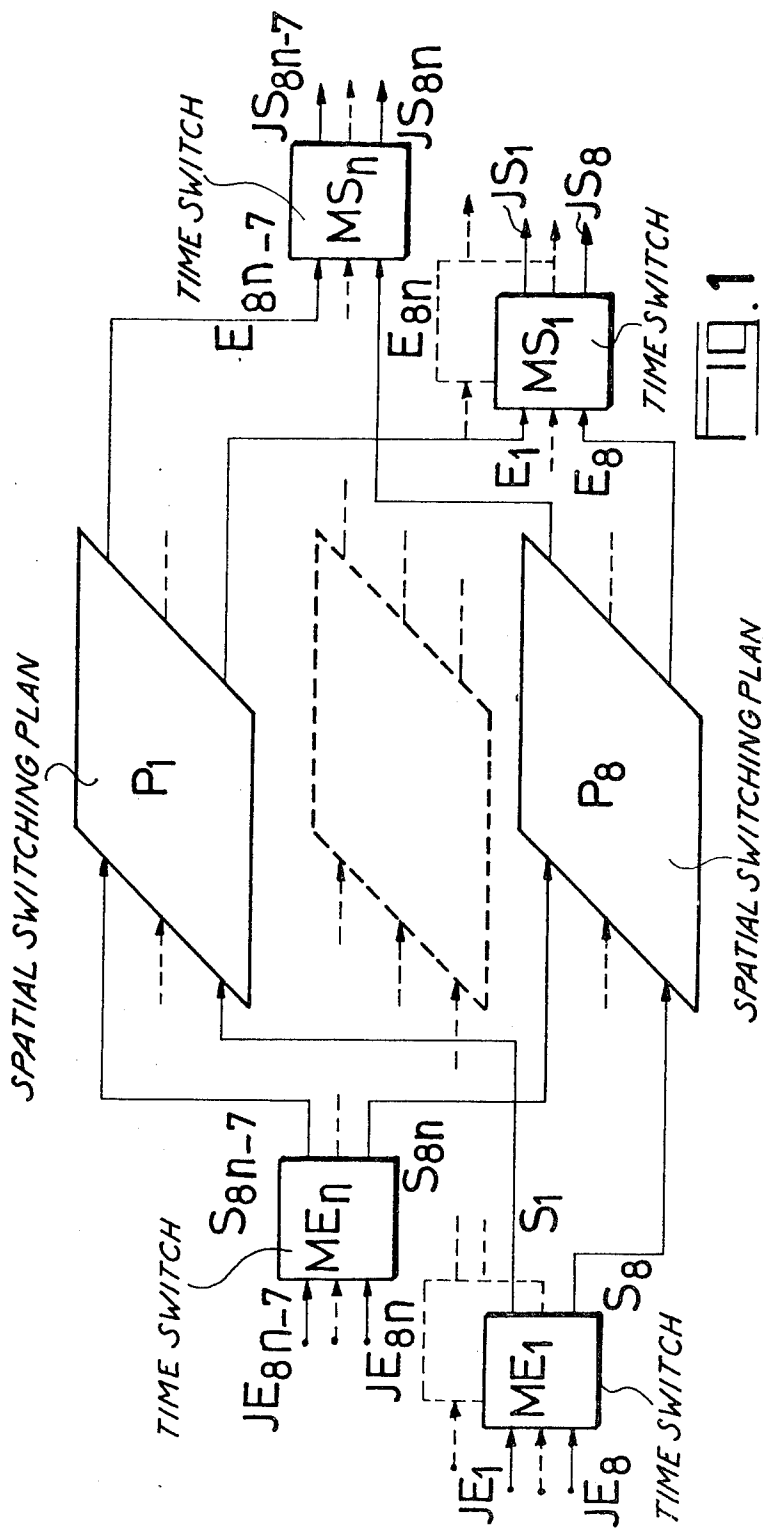 SPATIAL SWITCHING PLAN
P1
TIME SWITCH
S8n-7
MEn
JE8n-7
JE8n
S8n
E8n-7
TIME SWITCH
JS8n-7
MSn
JS8n
E8n
JE1
ME1
JE8
S1
S8
TIME SWITCH
P8
SPATIAL SWITCHING PLAN
E1
E8
MS1
JS1
JS8
TIME SWITCH
FIG.1